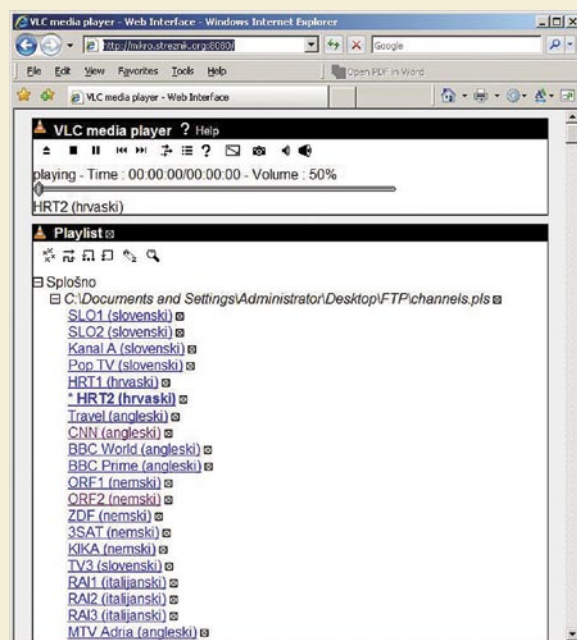 VLC media player - Web Interface - Windows Internet Explorer
http://mikro.streznik.org:8080/
Google
File Edit View Favorites Tools Help
Open PDF in Word
VLC media player - Web Interface
VLC media player ? Help
playing - Time : 00:00:00/00:00:00 - Volume : 50%
HRT2 (hrvaski)
Playlist
Splošno
C:\Documents and Settings\Administrator\Desktop\FTP\channels.pls
SLO1 (slovenski)
SLO2 (slovenski)
Kanal A (slovenski)
Pop TV (slovenski)
HRT1 (hrvaski)
* HRT2 (hrvaski)
Travel (angleski)
CNN (angleski)
BBC World (angleski)
BBC Prime (angleski)
ORF1 (nemski)
ORF2 (nemski)
ZDF (nemski)
3SAT (nemski)
KIKA (nemski)
TV3 (slovenski)
RAI1 (italijanski)
RAI2 (italijanski)
RAI3 (italijanski)
MTV Adria (angleski)